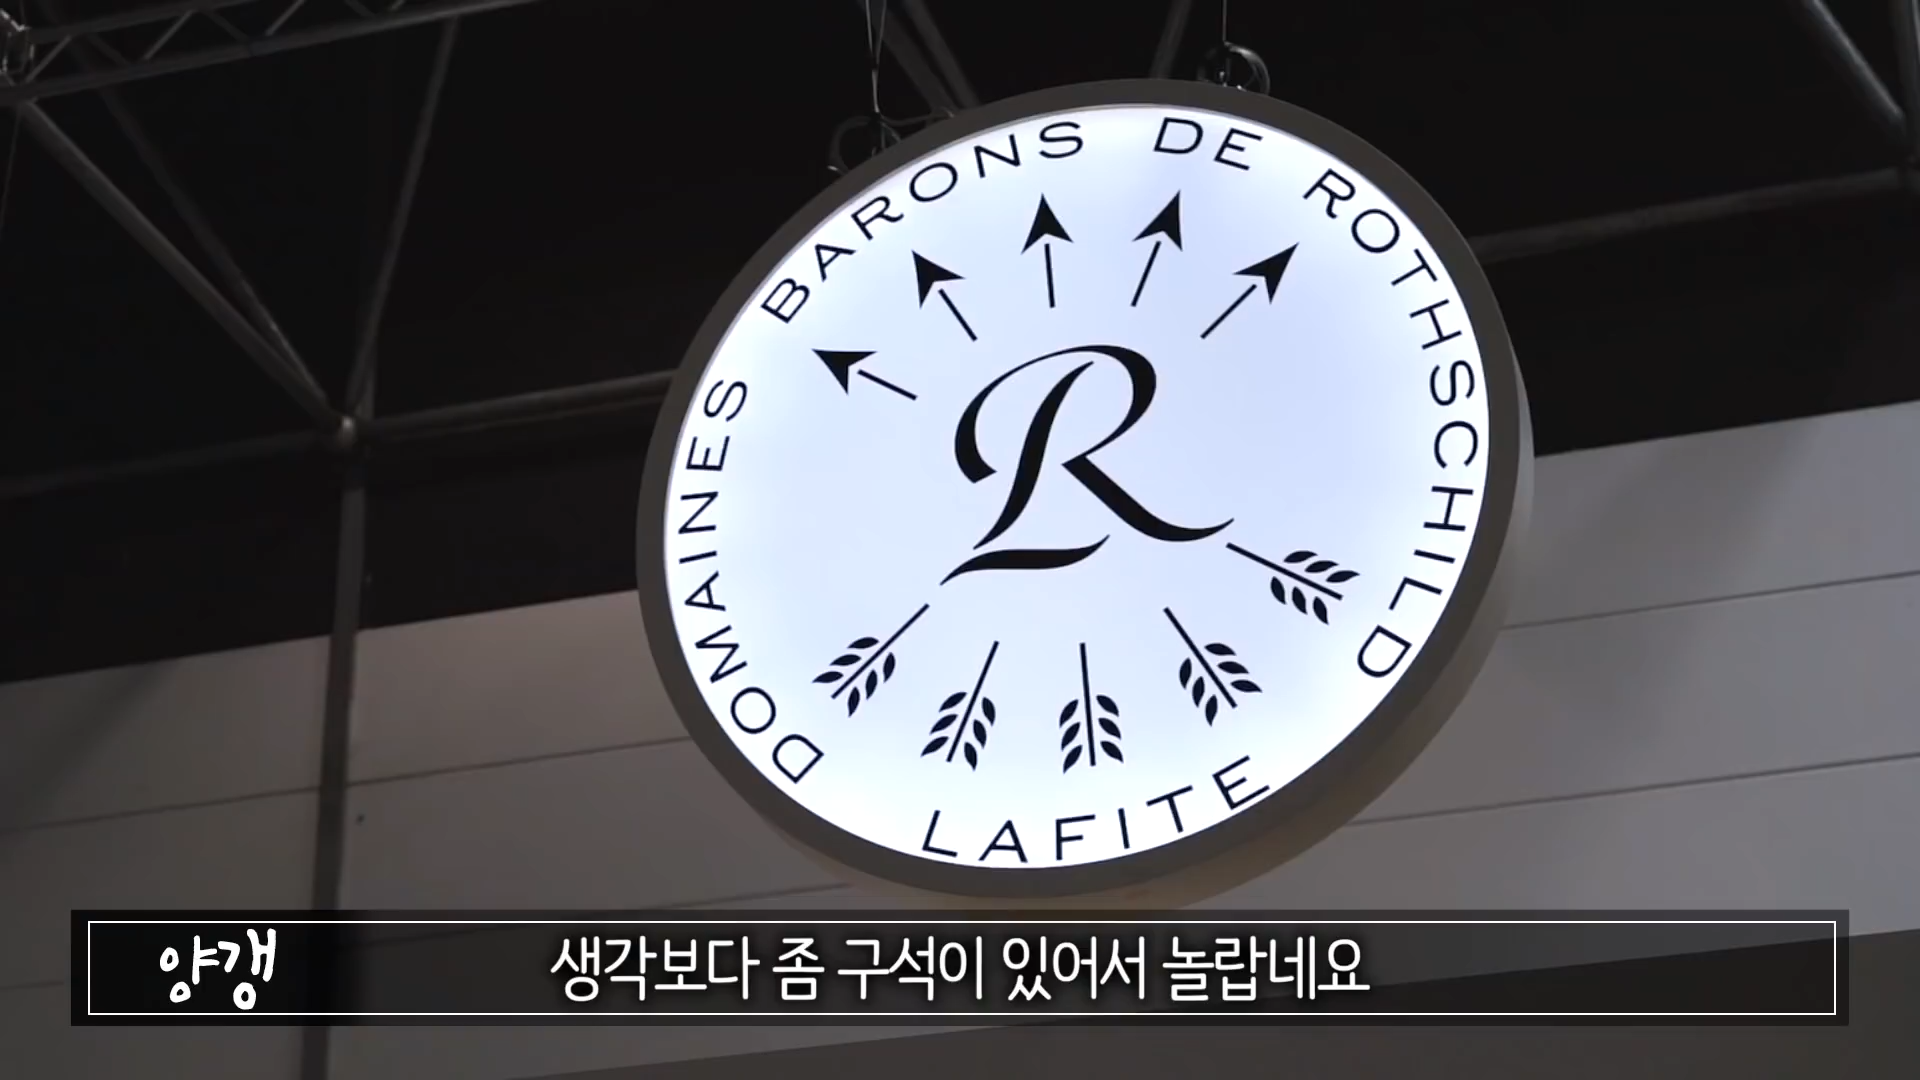 DOMAINES BARONS DE ROTHSCHILD
LR
LAFITE
양갱
생각보다 좀 구석이 있어서 놀랍네요